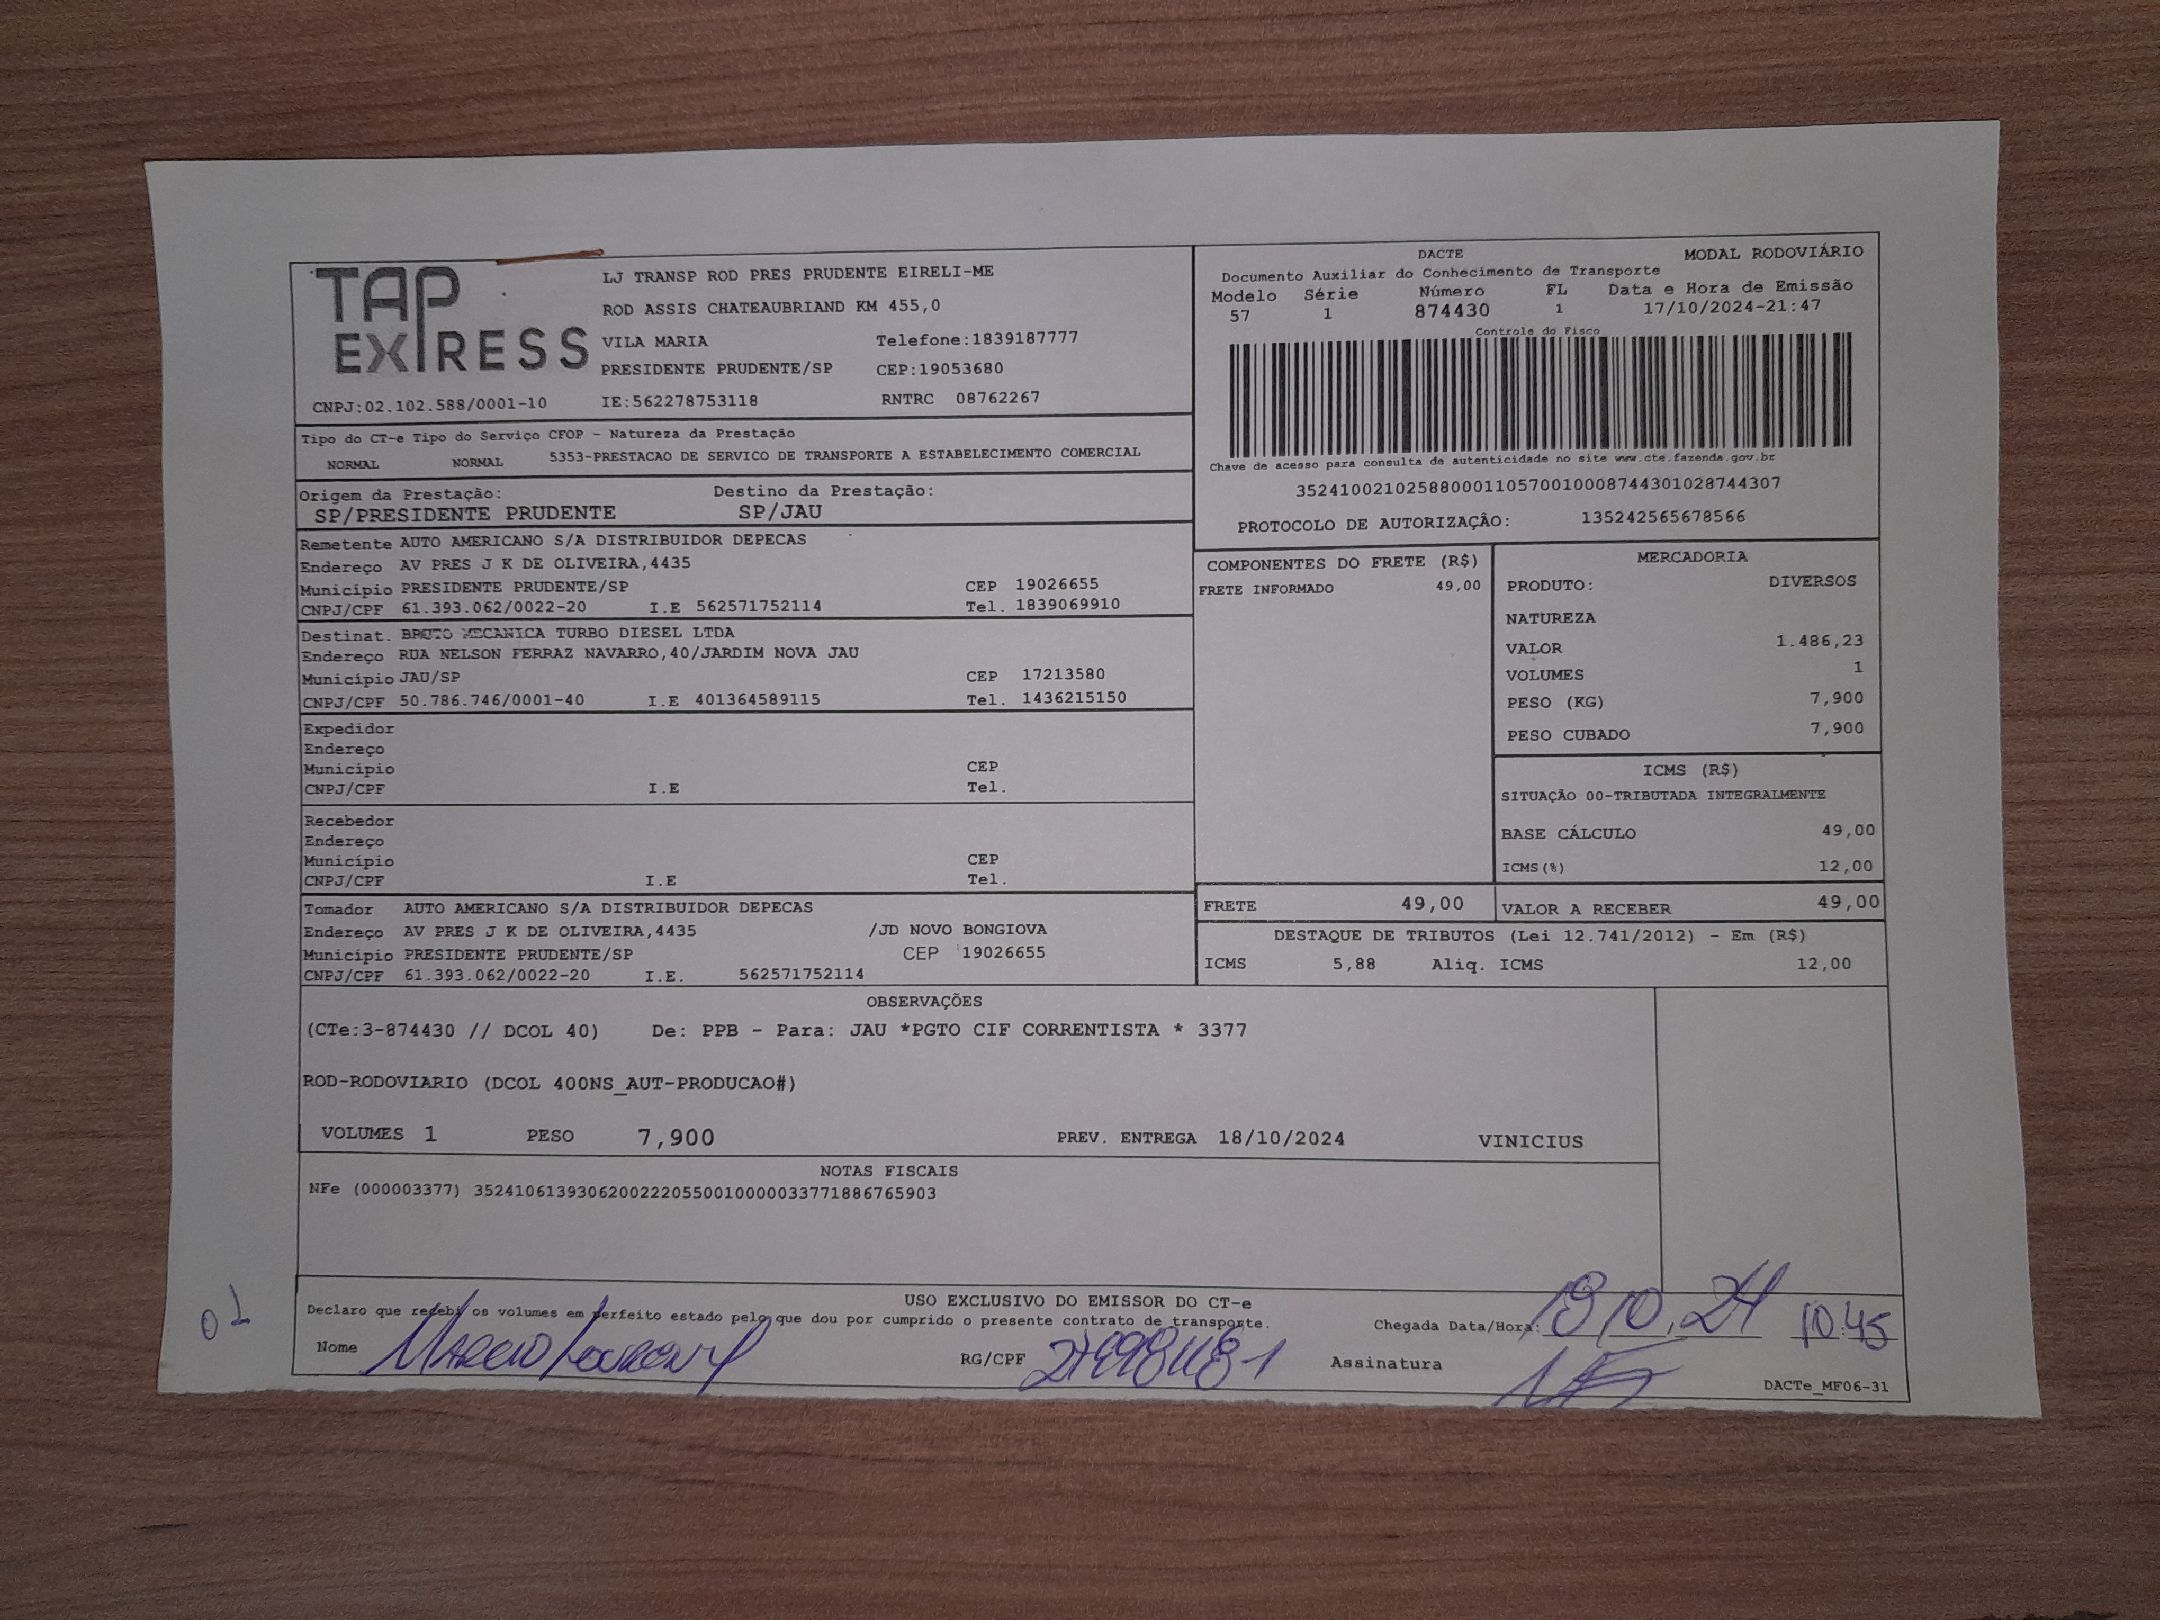 TAP EXPRESS
CNPJ:02.102.588/0001-10
LJ TRANSP ROD PRES PRUDENTE EIRELI-ME
ROD ASSIS CHATEAUBRIAND KM 455,0
VILA MARIA Telefone:1839187777
PRESIDENTE PRUDENTE/SP CEP:19053680
IE:562278753118 RNTRC 08762267
DACTE MODAL RODOVIÁRIO
Documento Auxiliar do Conhecimento de Transporte
Modelo Série Número FL Data e Hora de Emissão
57 1 874430 1 17/10/2024-21:47
Controle do Fisco
Chave de acesso para consulta de autenticidade no site www.cte.fazenda.gov.br
35241002102588000110570010008744301028744307
PROTOCOLO DE AUTORIZAÇÃO: 135242565678566
Tipo do CT-e Tipo do Serviço CFOP - Natureza da Prestação
NORMAL NORMAL 5353-PRESTACAO DE SERVICO DE TRANSPORTE A ESTABELECIMENTO COMERCIAL
Origem da Prestação: Destino da Prestação:
SP/PRESIDENTE PRUDENTE SP/JAU
Remetente AUTO AMERICANO S/A DISTRIBUIDOR DEPECAS
Endereço AV PRES J K DE OLIVEIRA,4435
Município PRESIDENTE PRUDENTE/SP CEP 19026655
CNPJ/CPF 61.393.062/0022-20 I.E 562571752114 Tel. 1839069910
Destinat. BRUTO MECANICA TURBO DIESEL LTDA
Endereço RUA NELSON FERRAZ NAVARRO,40/JARDIM NOVA JAU
Município JAU/SP CEP 17213580
CNPJ/CPF 50.786.746/0001-40 I.E 401364589115 Tel. 1436215150
Expedidor
Endereço
Município CEP
CNPJ/CPF I.E Tel.
Recebedor
Endereço
Município CEP
CNPJ/CPF I.E Tel.
Tomador AUTO AMERICANO S/A DISTRIBUIDOR DEPECAS
Endereço AV PRES J K DE OLIVEIRA,4435 /JD NOVO BONGIOVA
Município PRESIDENTE PRUDENTE/SP CEP 19026655
CNPJ/CPF 61.393.062/0022-20 I.E. 562571752114
COMPONENTES DO FRETE (R$)
FRETE INFORMADO 49,00
MERCADORIA
PRODUTO: DIVERSOS
NATUREZA
VALOR 1.486,23
VOLUMES 1
PESO (KG) 7,900
PESO CUBADO 7,900
ICMS (R$)
SITUAÇÃO 00-TRIBUTADA INTEGRALMENTE
BASE CÁLCULO 49,00
ICMS(%) 12,00
FRETE 49,00 VALOR A RECEBER 49,00
DESTAQUE DE TRIBUTOS (Lei 12.741/2012) - Em (R$)
ICMS 5,88 Aliq. ICMS 12,00
OBSERVAÇÕES
(CTe:3-874430 // DCOL 40) De: PPB - Para: JAU *PGTO CIF CORRENTISTA * 3377
ROD-RODOVIARIO (DCOL 400NS_AUT-PRODUCAO#)
VOLUMES 1 PESO 7,900 PREV. ENTREGA 18/10/2024 VINICIUS
NOTAS FISCAIS
NFe (000003377) 35241061393062002220550010000033771886765903
USO EXCLUSIVO DO EMISSOR DO CT-e
Declaro que recebi os volumes em perfeito estado pelo que dou por cumprido o presente contrato de transporte.
Chegada Data/Hora: 10:45
Nome MARCIO RG/CPF Assinatura
DACTe_MF06-31